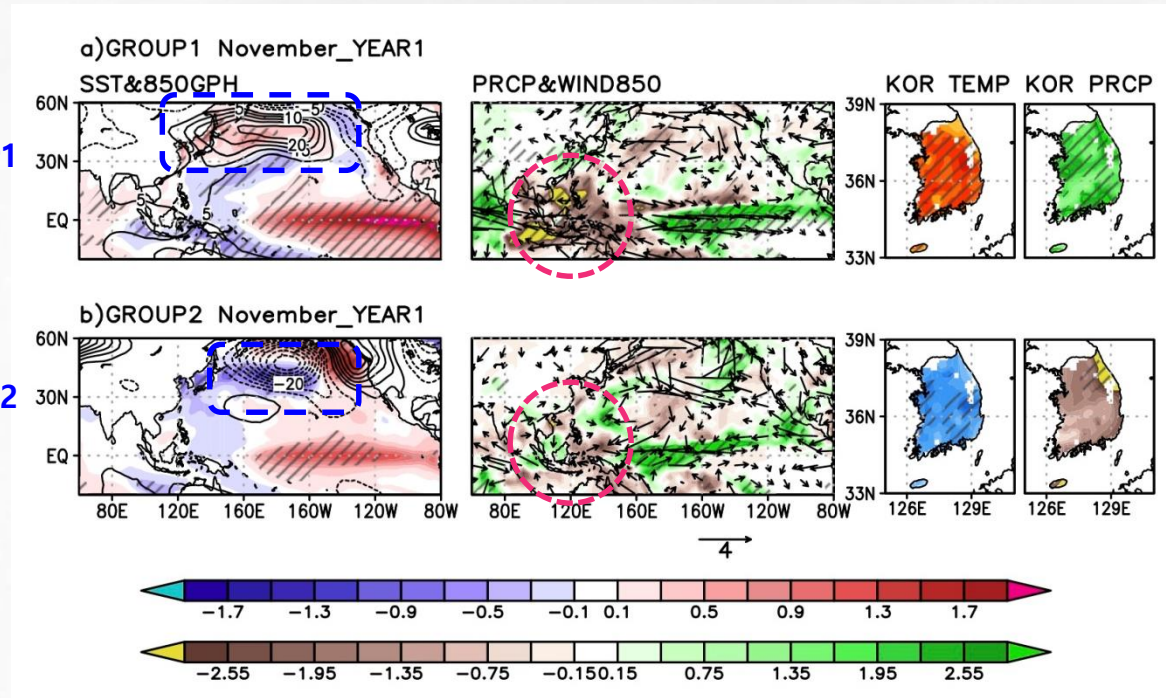 a)GROUP1 November_YEAR1
SST&850GPH PRCP&WIND850 KOR TEMP KOR PRCP
60N 39N
-5
10
20
1
30N 36N
5 5
EQ
33N
b)GROUP2 November_YEAR1
60N 39N
-20
2
30N 36N
EQ
33N
80E 120E 160E 160W 120W 80W 80E 120E 160E 160W 120W 80W 126E 129E 126E 129E
4
-1.7 -1.3 -0.9 -0.5 -0.1 0.1 0.5 0.9 1.3 1.7
-2.55 -1.95 -1.35 -0.75 -0.15 0.15 0.75 1.35 1.95 2.55